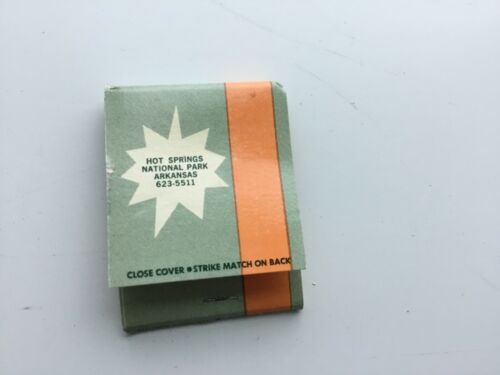 HOT SPRINGS
NATIONAL PARK
ARKANSAS
623-5511
CLOSE COVER ● STRIKE MATCH ON BACK